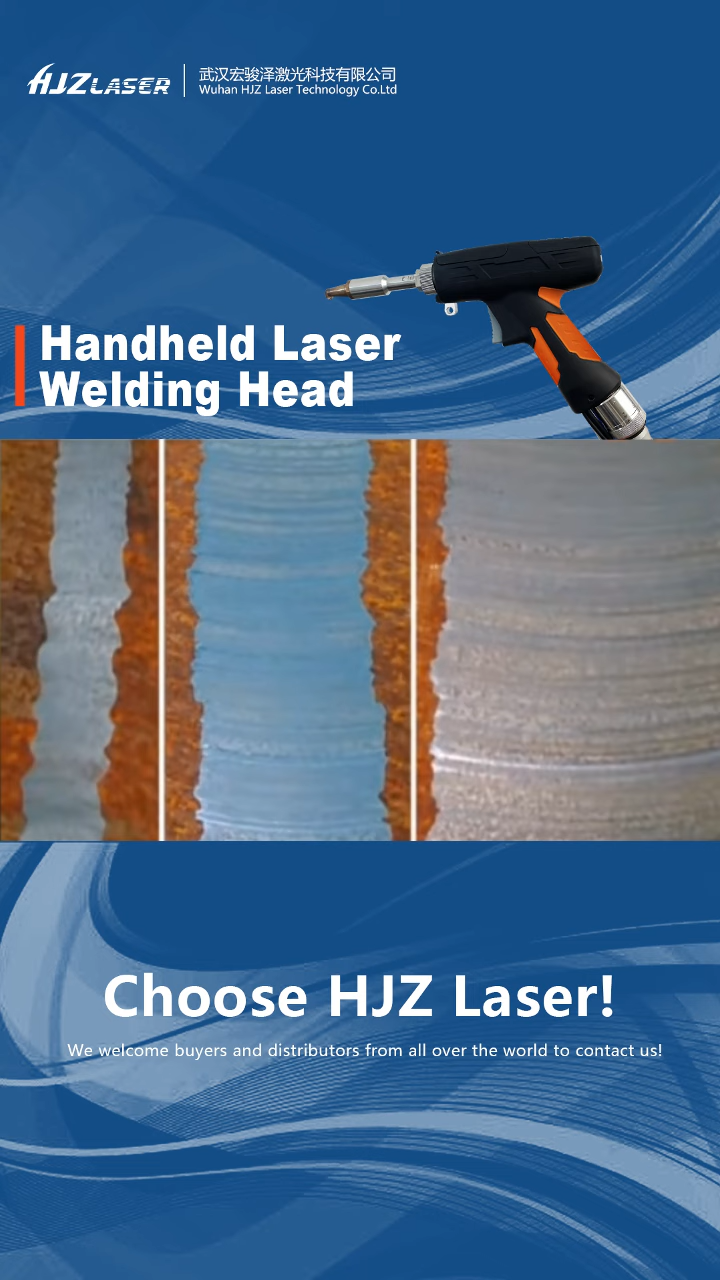 HJZ LASER
武汉宏骏泽激光科技有限公司
Wuhan HJZ Laser Technology Co.Ltd
Handheld Laser
Welding Head
Choose HJZ Laser!
We welcome buyers and distributors from all over the world to contact us!